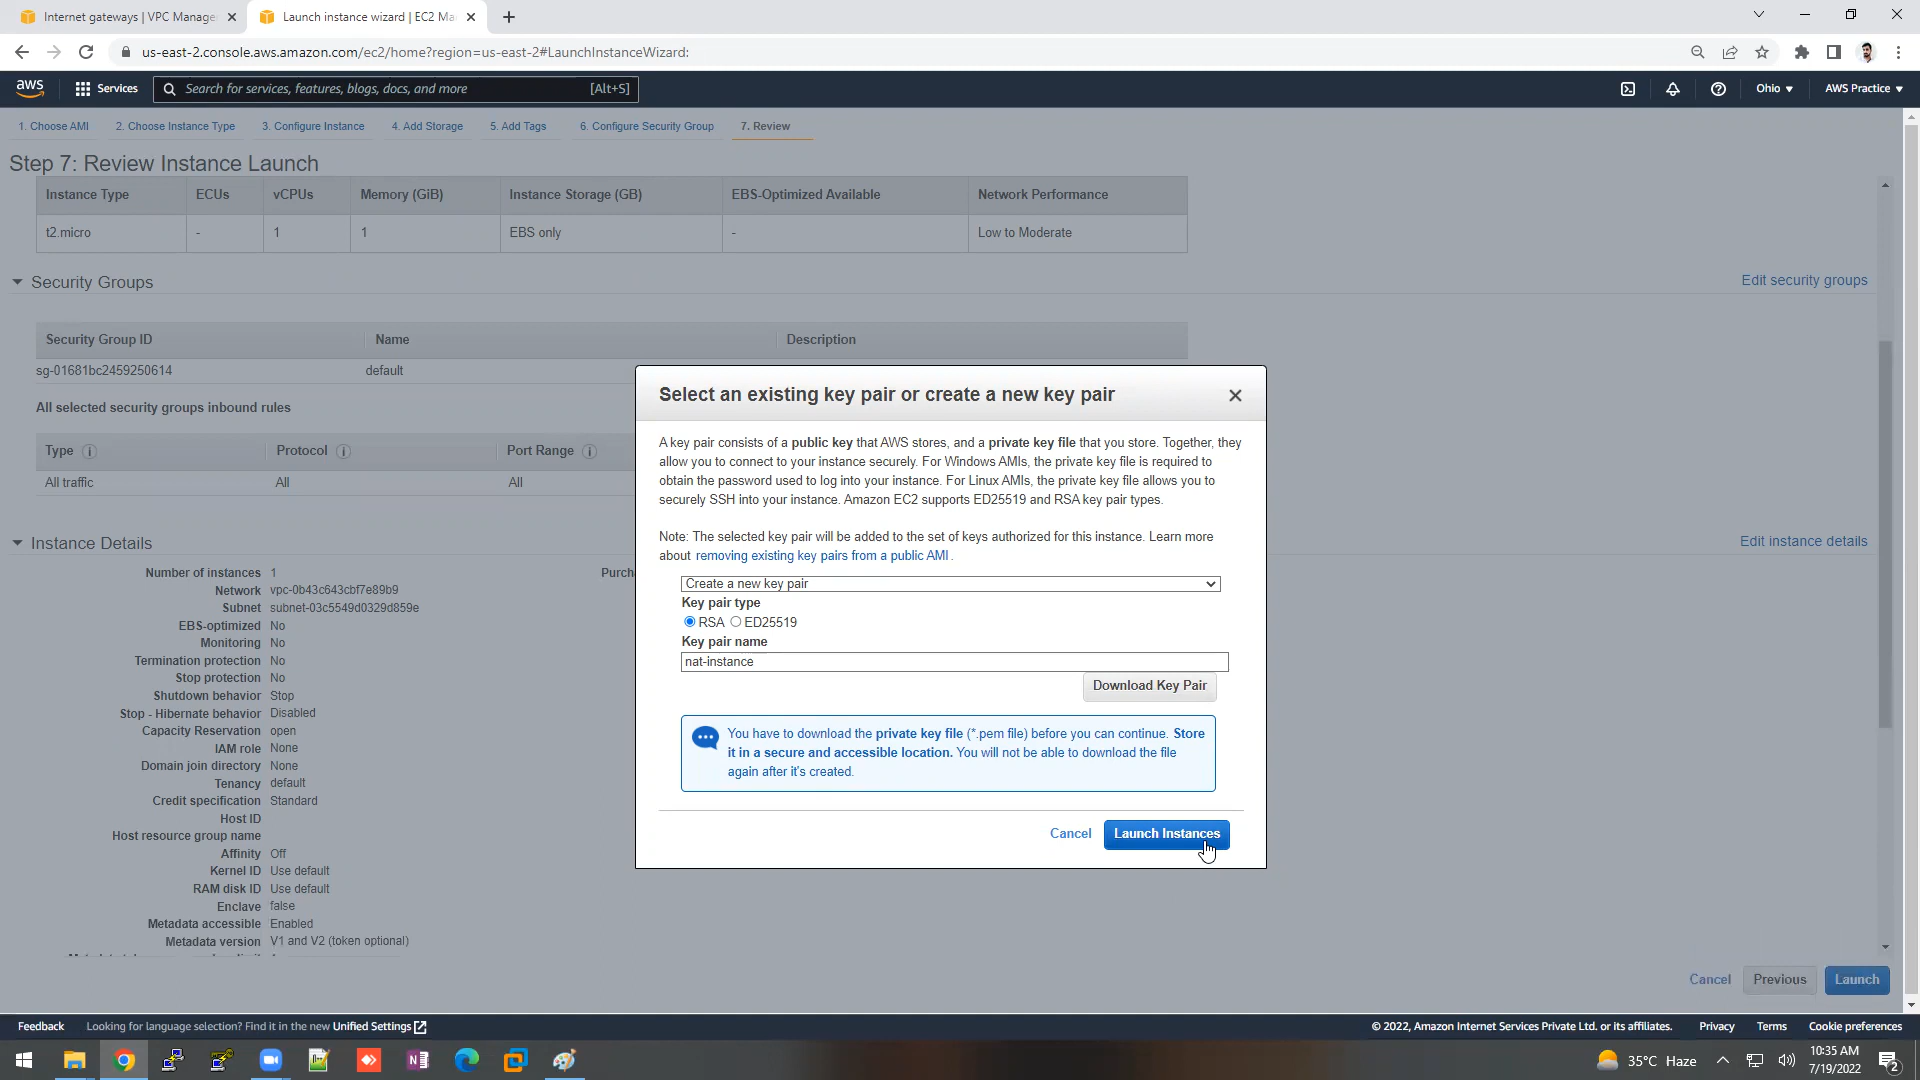 Internet gateways | VPC Manage
Launch instance wizard | EC2 Ma
us-east-2.console.aws.amazon.com/ec2/home?region=us-east-2#LaunchInstanceWizard:
aws
Services
Search for services, features, blogs, docs, and more
[Alt+S]
Ohio
AWS Practice
1. Choose AMI
2. Choose Instance Type
3. Configure Instance
4. Add Storage
5. Add Tags
6. Configure Security Group
7. Review
Step 7: Review Instance Launch
Instance Type ECUs vCPUs Memory (GiB) Instance Storage (GB) EBS-Optimized Available Network Performance
t2.micro - 1 1 EBS only - Low to Moderate
Security Groups
Edit security groups
Security Group ID Name Description
sg-01681bc2459250614 default
All selected security groups inbound rules
Type Protocol Port Range
All traffic All All
Instance Details
Edit instance details
Number of instances 1
Purch
Network vpc-0b43c643cbf7e89b9
Subnet subnet-03c5549d0329d859e
EBS-optimized No
Monitoring No
Termination protection No
Stop protection No
Shutdown behavior Stop
Stop - Hibernate behavior Disabled
Capacity Reservation open
IAM role None
Domain join directory None
Tenancy default
Credit specification Standard
Host ID
Host resource group name
Affinity Off
Kernel ID Use default
RAM disk ID Use default
Enclave false
Metadata accessible Enabled
Metadata version V1 and V2 (token optional)
Select an existing key pair or create a new key pair
A key pair consists of a public key that AWS stores, and a private key file that you store. Together, they
allow you to connect to your instance securely. For Windows AMIs, the private key file is required to
obtain the password used to log into your instance. For Linux AMIs, the private key file allows you to
securely SSH into your instance. Amazon EC2 supports ED25519 and RSA key pair types.
Note: The selected key pair will be added to the set of keys authorized for this instance. Learn more
about removing existing key pairs from a public AMI.
Create a new key pair
Key pair type
RSA ED25519
Key pair name
nat-instance
Download Key Pair
You have to download the private key file (*.pem file) before you can continue. Store
it in a secure and accessible location. You will not be able to download the file
again after it's created.
Cancel Launch Instances
Cancel Previous Launch
Feedback
Looking for language selection? Find it in the new Unified Settings
© 2022, Amazon Internet Services Private Ltd. or its affiliates.
Privacy
Terms
Cookie preferences
35°C Haze
10:35 AM
7/19/2022
2